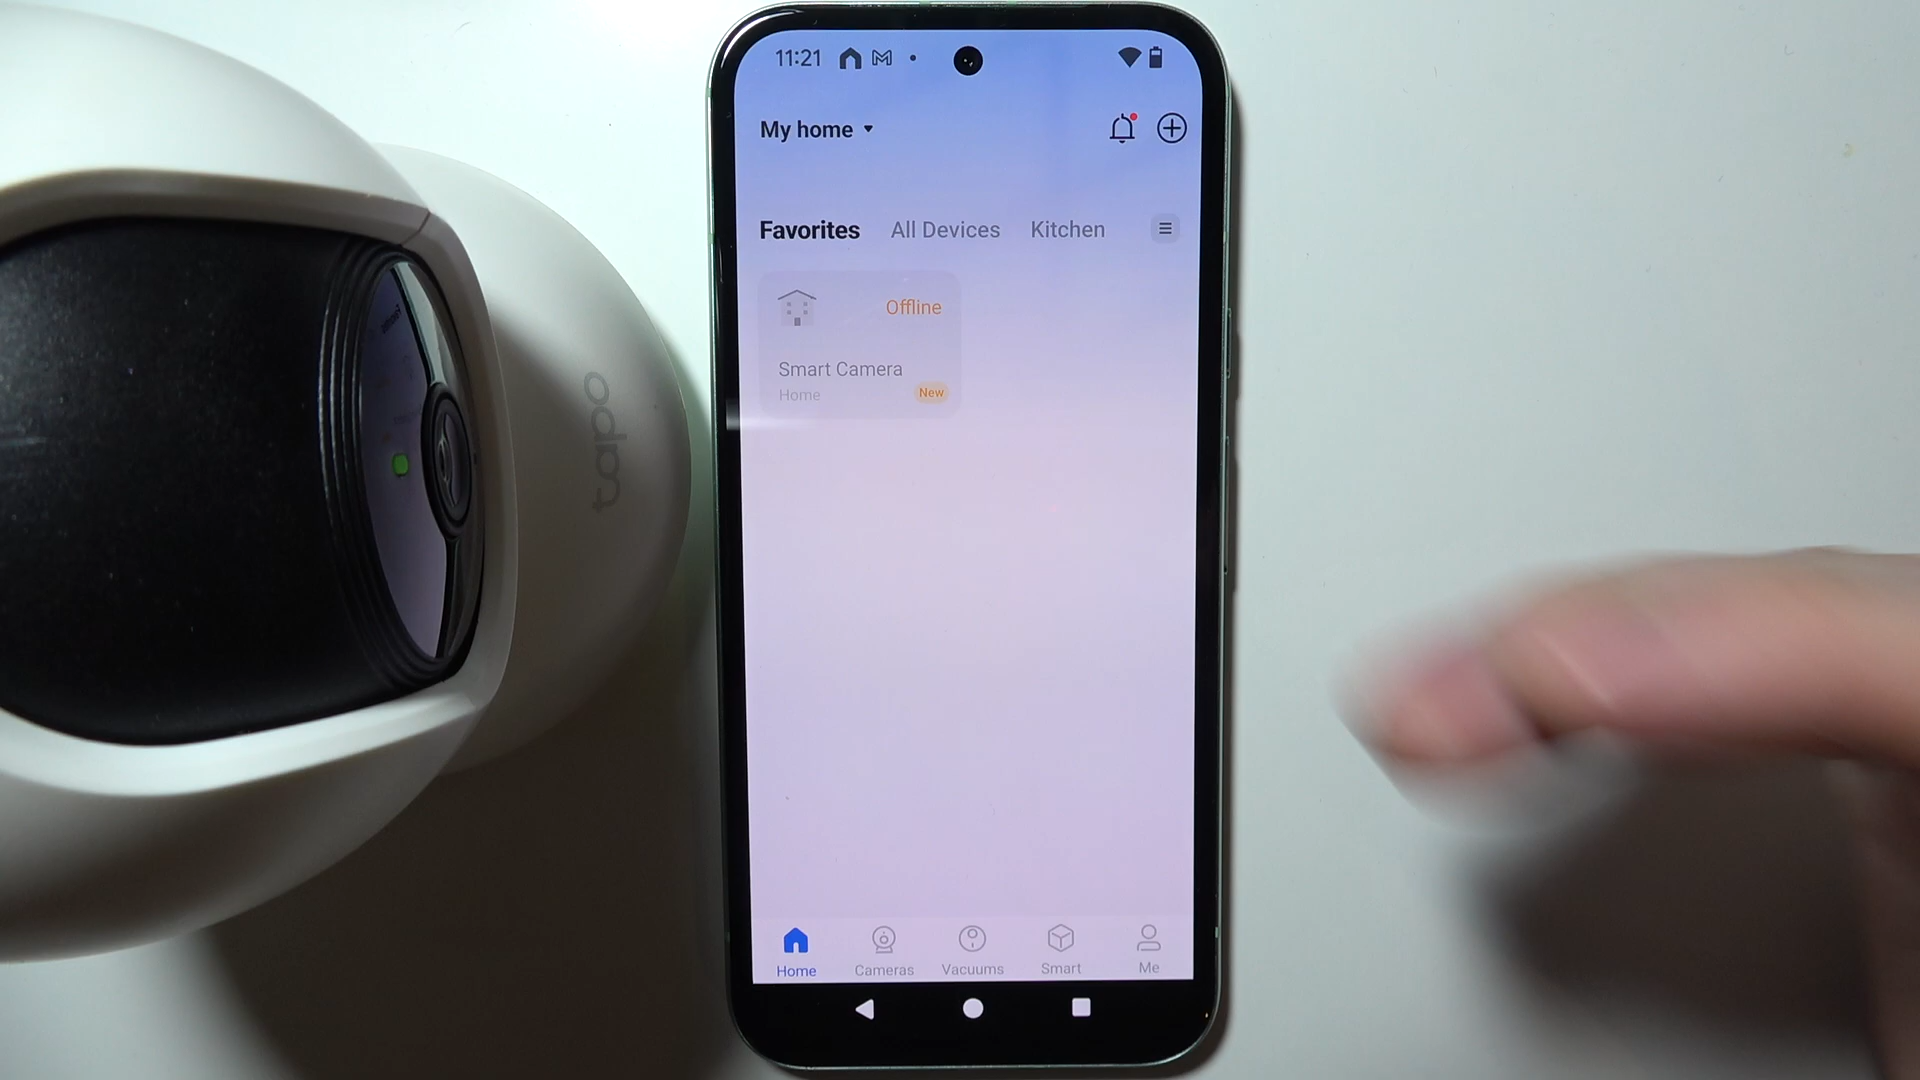 11:21
My home
Favorites All Devices Kitchen
Offline
Smart Camera
Home
New
Home Cameras Vacuums Smart Me
tapo